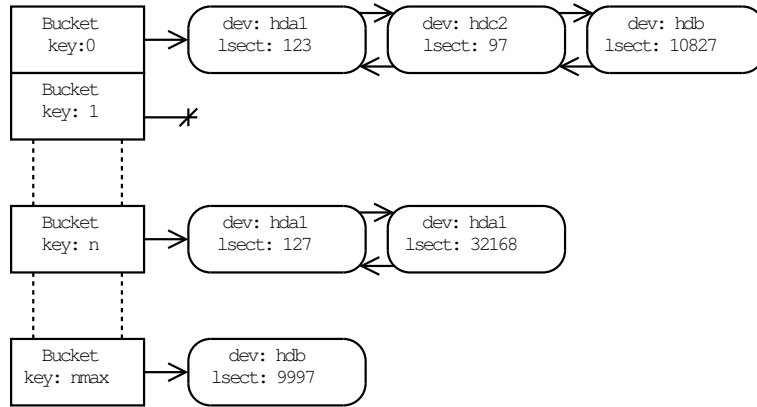 Bucket
key:0
dev: hda1
lsect: 123
dev: hdc2
lsect: 97
dev: hdb
lsect: 10827
Bucket
key: 1
Bucket
key: n
dev: hda1
lsect: 127
dev: hda1
lsect: 32168
Bucket
key: nmax
dev: hdb
lsect: 9997